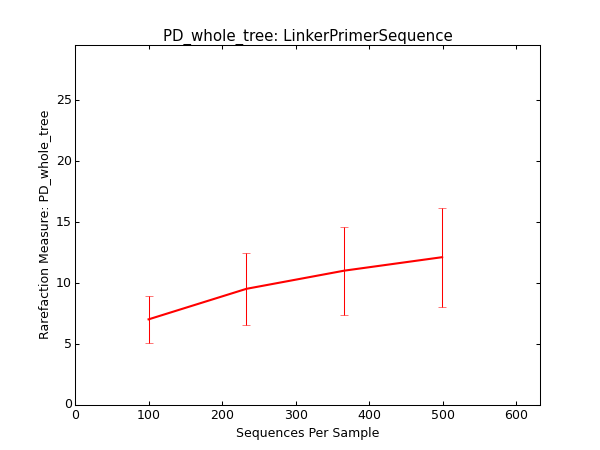 PD_whole_tree: LinkerPrimerSequence
Rarefaction Measure: PD_whole_tree
25
20
15
10
5
0
0 100 200 300 400 500 600
Sequences Per Sample